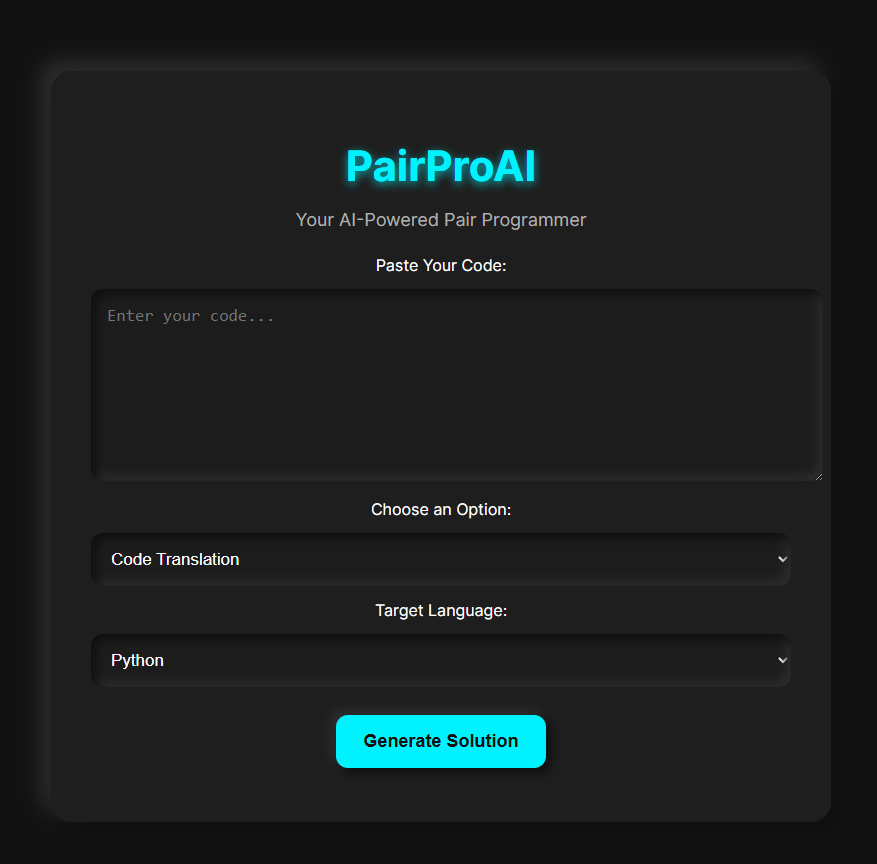 PairProAI
Your AI-Powered Pair Programmer
Paste Your Code:
Enter your code...
Choose an Option:
Code Translation
Target Language:
Python
Generate Solution